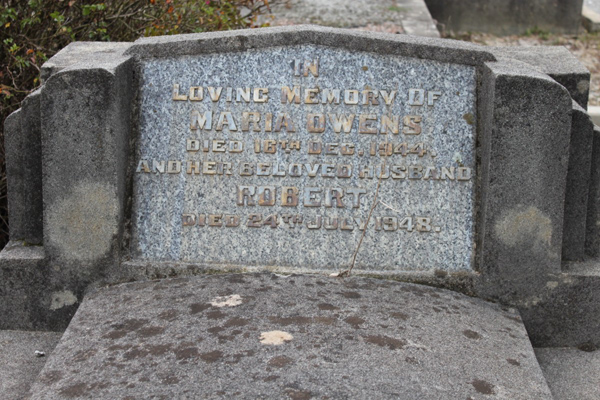 IN
LOVING MEMORY OF
MARIA OWENS
DIED 16TH DEC. 1944.
AND HER BELOVED HUSBAND
ROBERT
DIED 24TH JULY 1948.